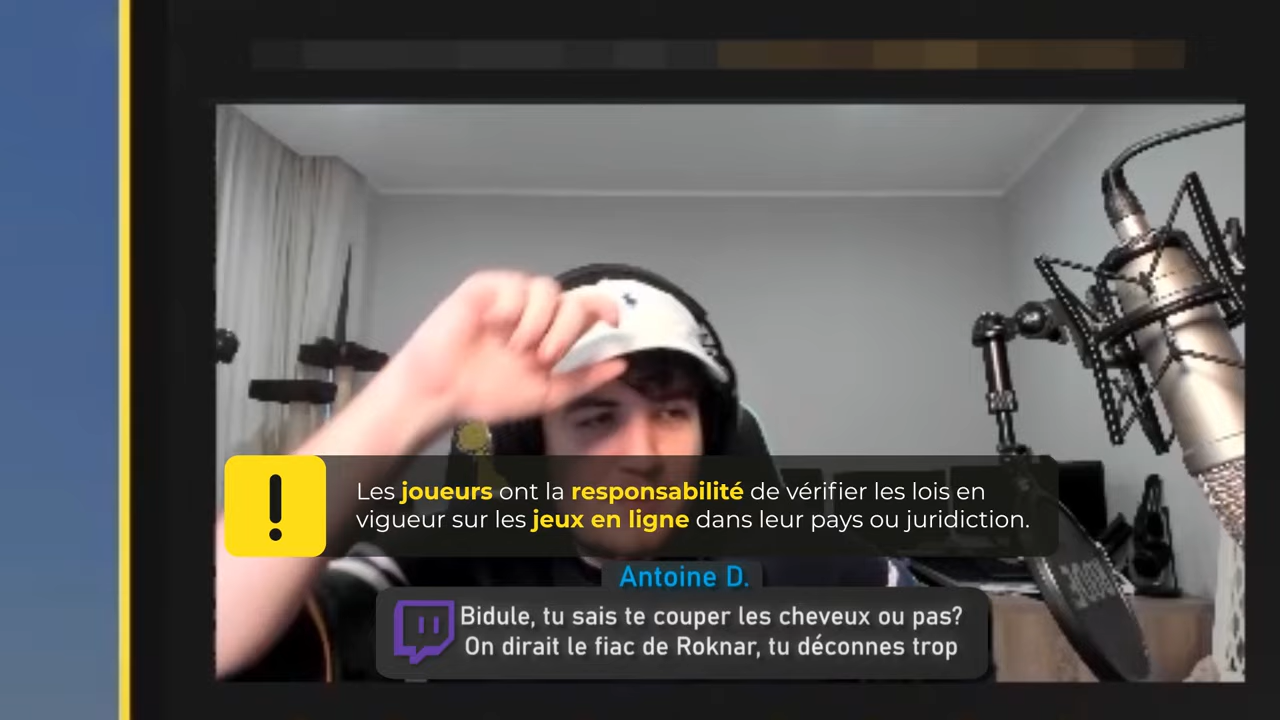 Les joueurs ont la responsabilité de vérifier les lois en
vigueur sur les jeux en ligne dans leur pays ou juridiction.
Antoine D.
Bidule, tu sais te couper les cheveux ou pas?
On dirait le fiac de Roknar, tu déconnes trop